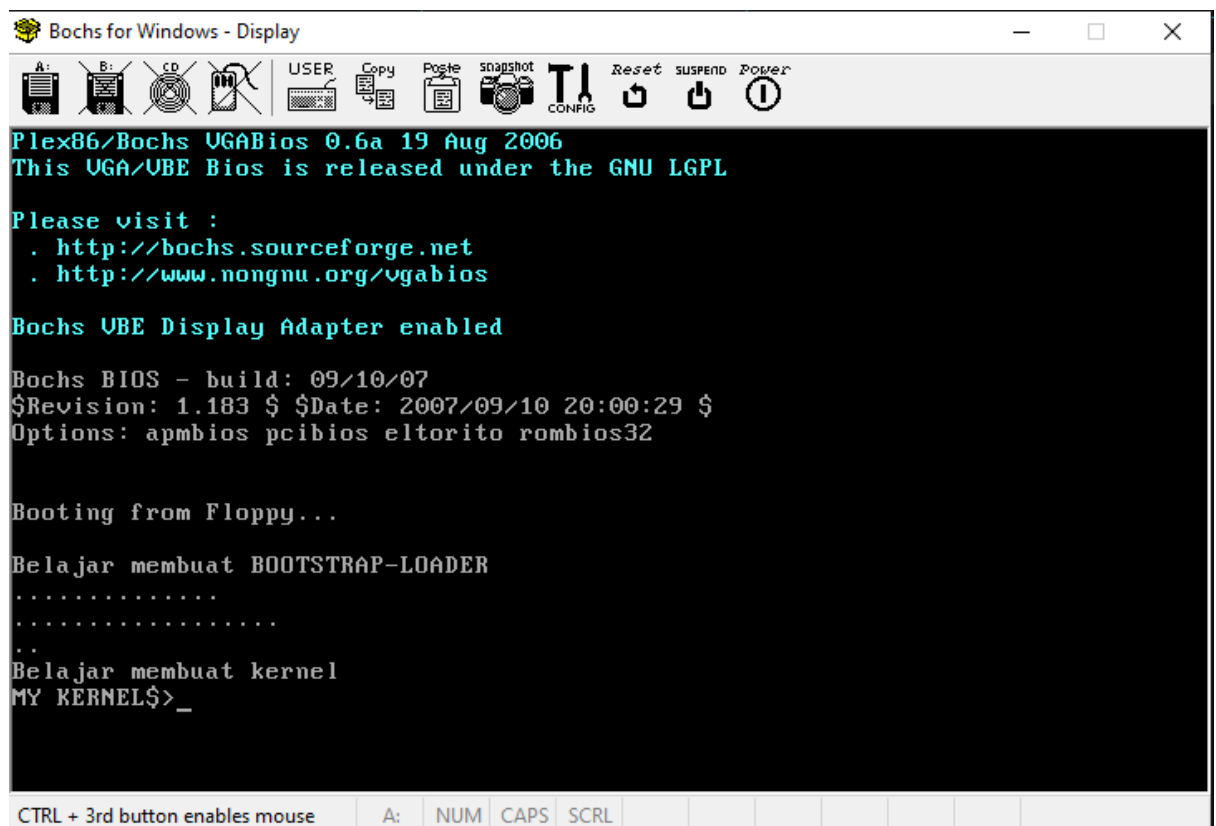 Bochs for Windows - Display
A: B: CD USER Copy Paste snapshot CONFIG Reset SUSPEND Power
Plex86/Bochs VGABios 0.6a 19 Aug 2006
This VGA/VBE Bios is released under the GNU LGPL
Please visit :
. http://bochs.sourceforge.net
. http://www.nongnu.org/vgabios
Bochs VBE Display Adapter enabled
Bochs BIOS - build: 09/10/07
$Revision: 1.183 $ $Date: 2007/09/10 20:00:29 $
Options: apmbios pcibios eltorito rombios32
Booting from Floppy...
Belajar membuat BOOTSTRAP-LOADER
..............
..................
..
Belajar membuat kernel
MY KERNEL$>_
CTRL + 3rd button enables mouse A: NUM CAPS SCRL